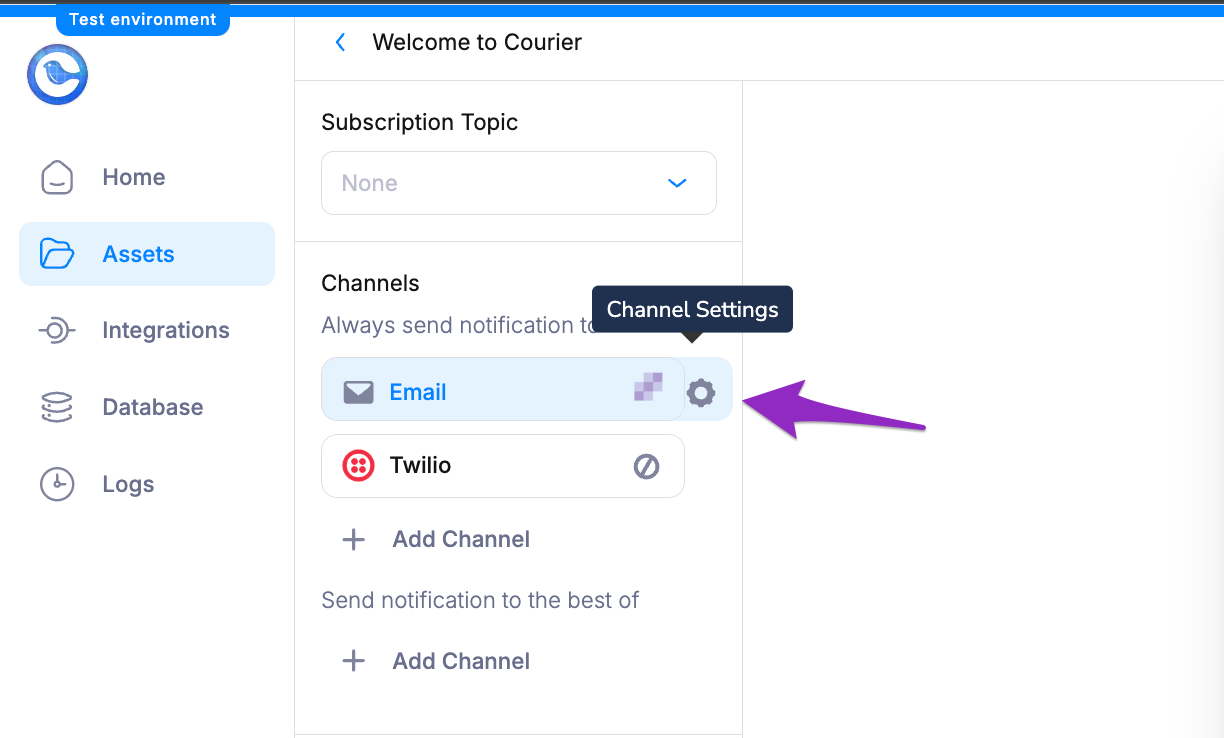 Test environment
Welcome to Courier
Home
Assets
Integrations
Database
Logs
Subscription Topic
None
Channels
Always send notification to
Channel Settings
Email
Twilio
Add Channel
Send notification to the best of
Add Channel